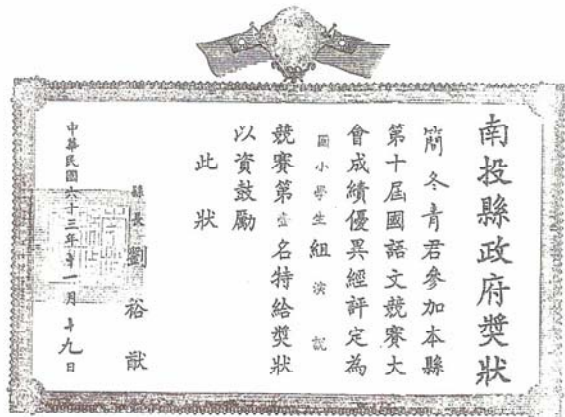 南投縣政府獎狀
簡冬青君參加本縣
第十屆國語文競賽大
會成績優異經評定為
國小學生組演說
競賽第壹名特給獎狀
以資鼓勵
此狀
縣長劉裕猷
中華民國六十三年十一月十九日